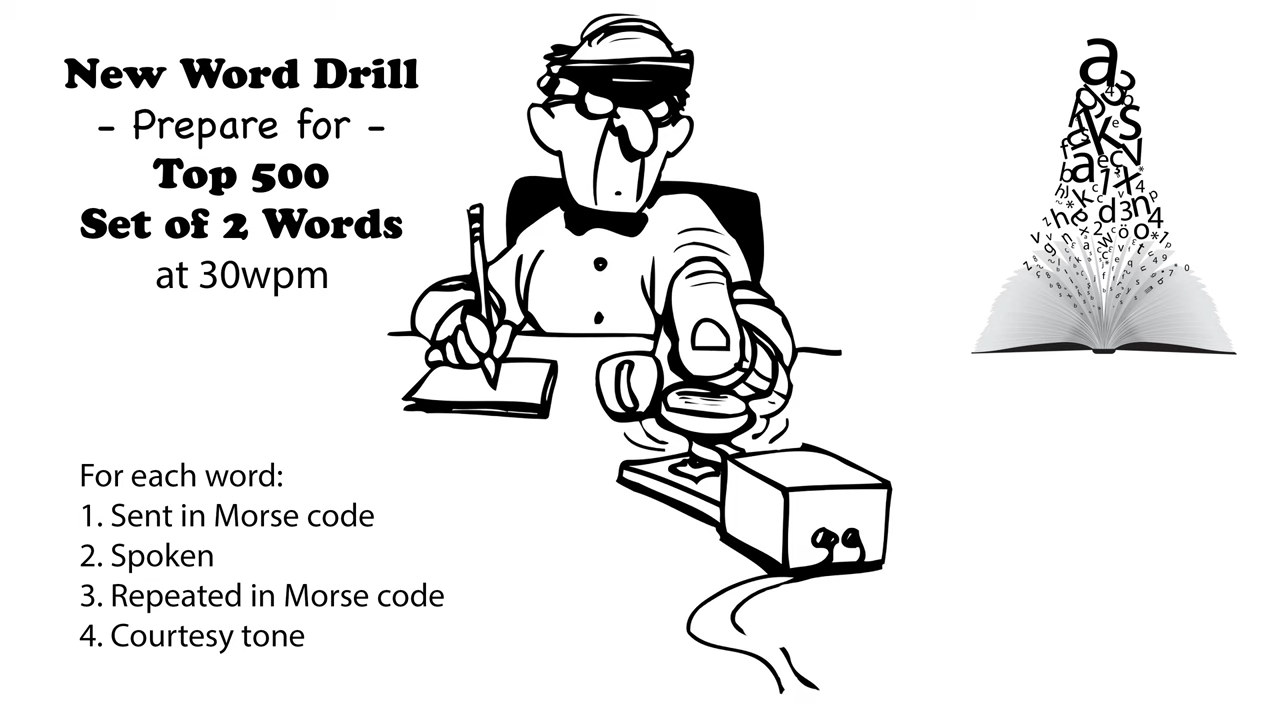 New Word Drill
- Prepare for -
Top 500
Set of 2 Words
at 30wpm
For each word:
1. Sent in Morse code
2. Spoken
3. Repeated in Morse code
4. Courtesy tone